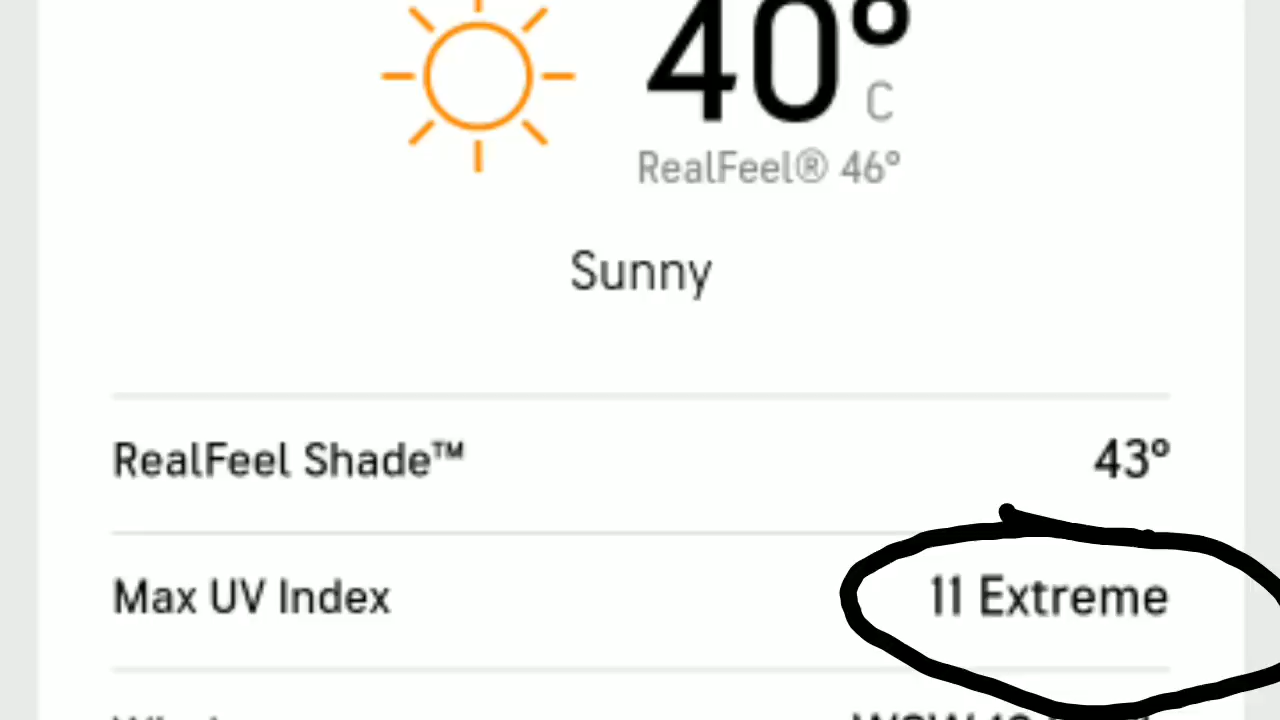 40°
C
RealFeel® 46°
Sunny
RealFeel Shade™ 43°
Max UV Index 11 Extreme